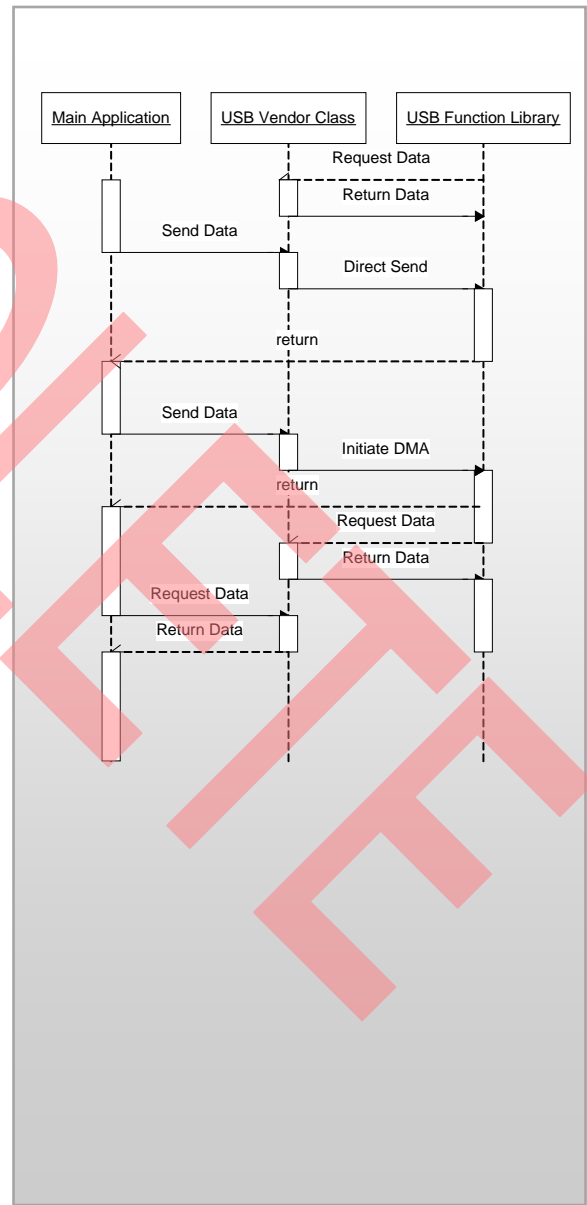 Main Application
USB Vendor Class
USB Function Library
Request Data
Return Data
Send Data
Direct Send
return
Send Data
Initiate DMA
return
Request Data
Return Data
Request Data
Return Data